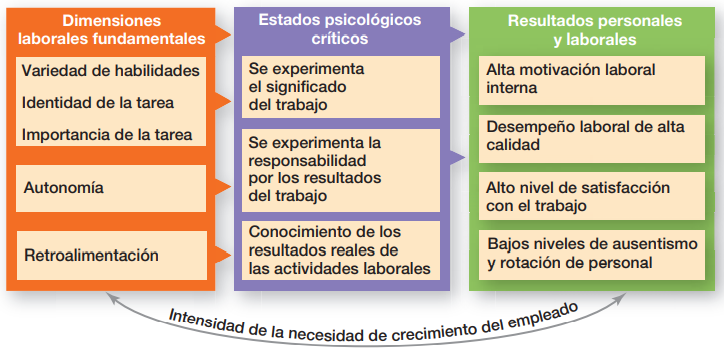 Dimensiones
laborales fundamentales
Variedad de habilidades
Identidad de la tarea
Importancia de la tarea
Autonomía
Retroalimentación
Estados psicológicos
críticos
Se experimenta
el significado
del trabajo
Se experimenta la
responsabilidad
por los resultados
del trabajo
Conocimiento de los
resultados reales de
las actividades laborales
Resultados personales
y laborales
Alta motivación laboral
interna
Desempeño laboral de alta
calidad
Alto nivel de satisfacción
con el trabajo
Bajos niveles de ausentismo
y rotación de personal
Intensidad de la necesidad de crecimiento del empleado